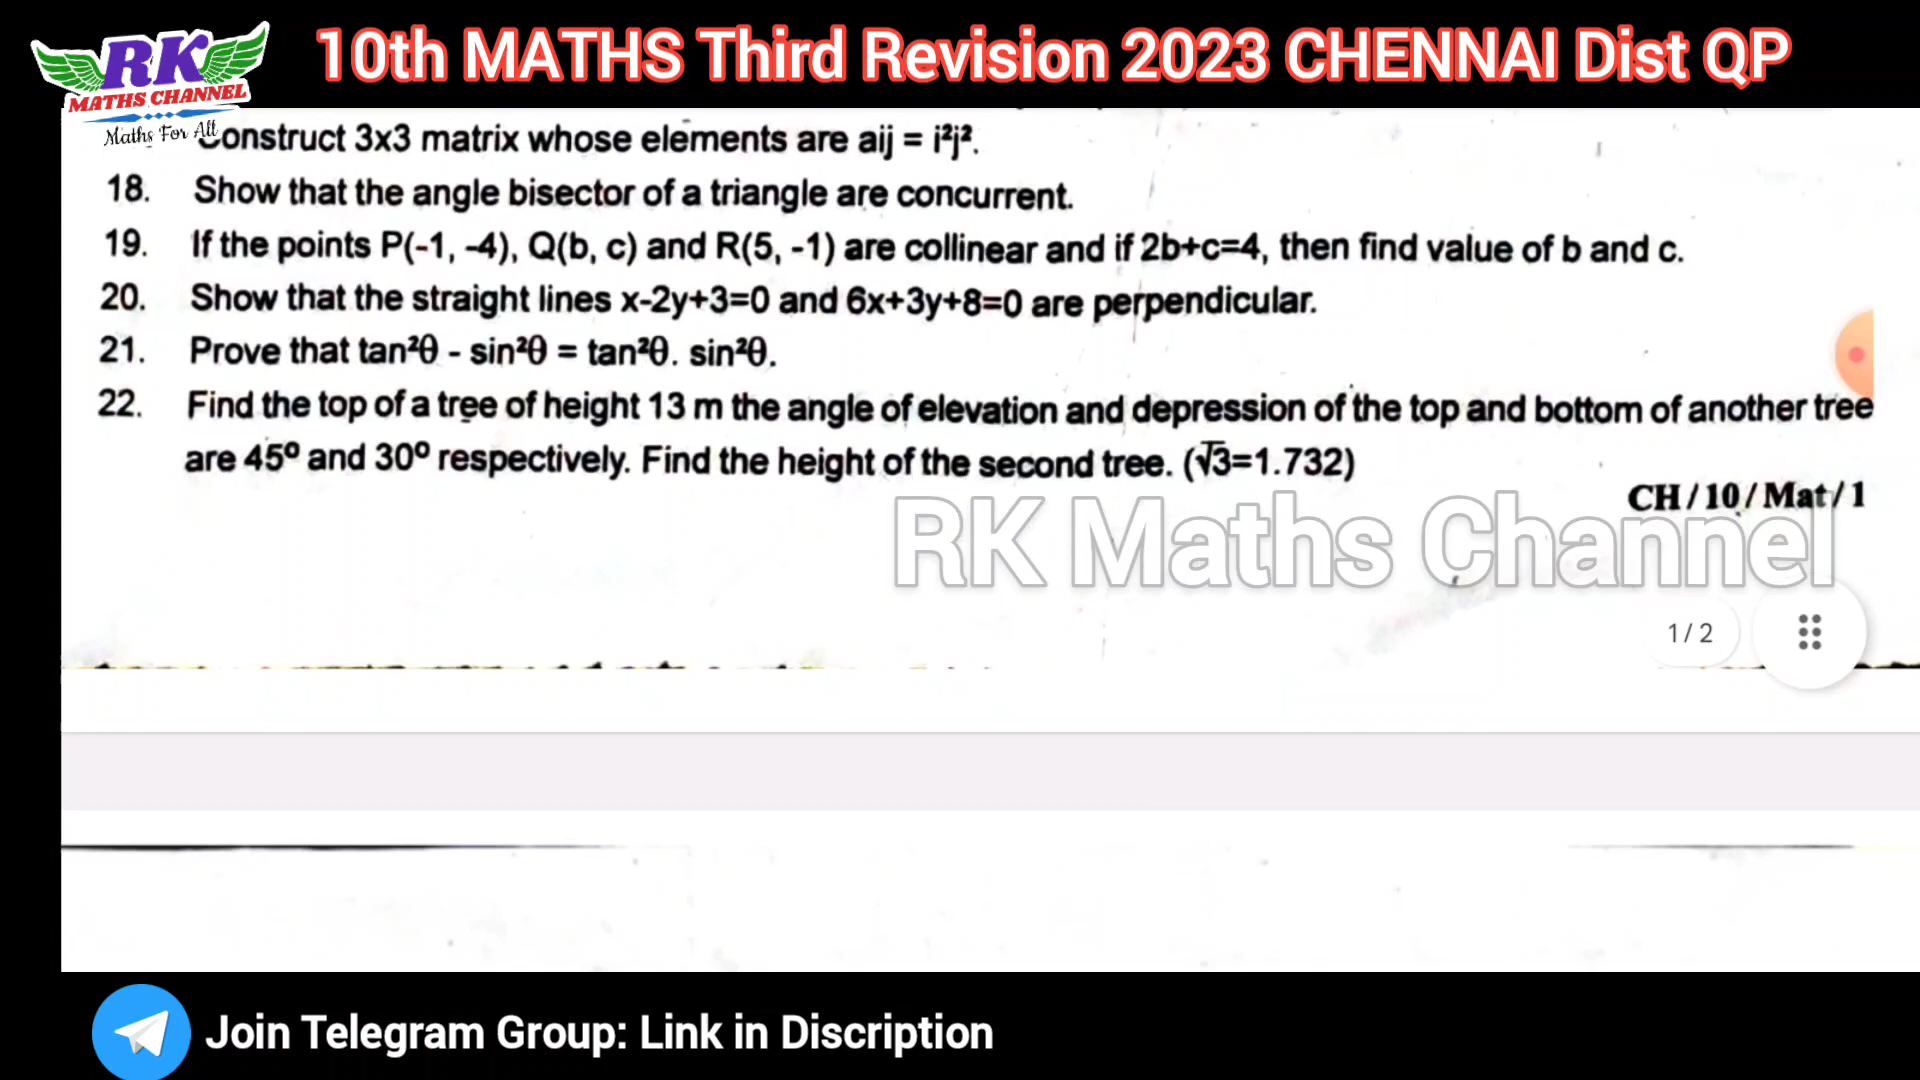 RK
MATHS CHANNEL
Maths For All
10th MATHS Third Revision 2023 CHENNAI Dist QP
Construct 3x3 matrix whose elements are aij = i²j².
18. Show that the angle bisector of a triangle are concurrent.
19. If the points P(-1, -4), Q(b, c) and R(5, -1) are collinear and if 2b+c=4, then find value of b and c.
20. Show that the straight lines x-2y+3=0 and 6x+3y+8=0 are perpendicular.
21. Prove that tan²θ - sin²θ = tan²θ. sin²θ.
22. Find the top of a tree of height 13 m the angle of elevation and depression of the top and bottom of another tree
are 45º and 30º respectively. Find the height of the second tree. (√3=1.732)
CH / 10 / Mat / 1
RK Maths Channel
1 / 2
Join Telegram Group: Link in Discription